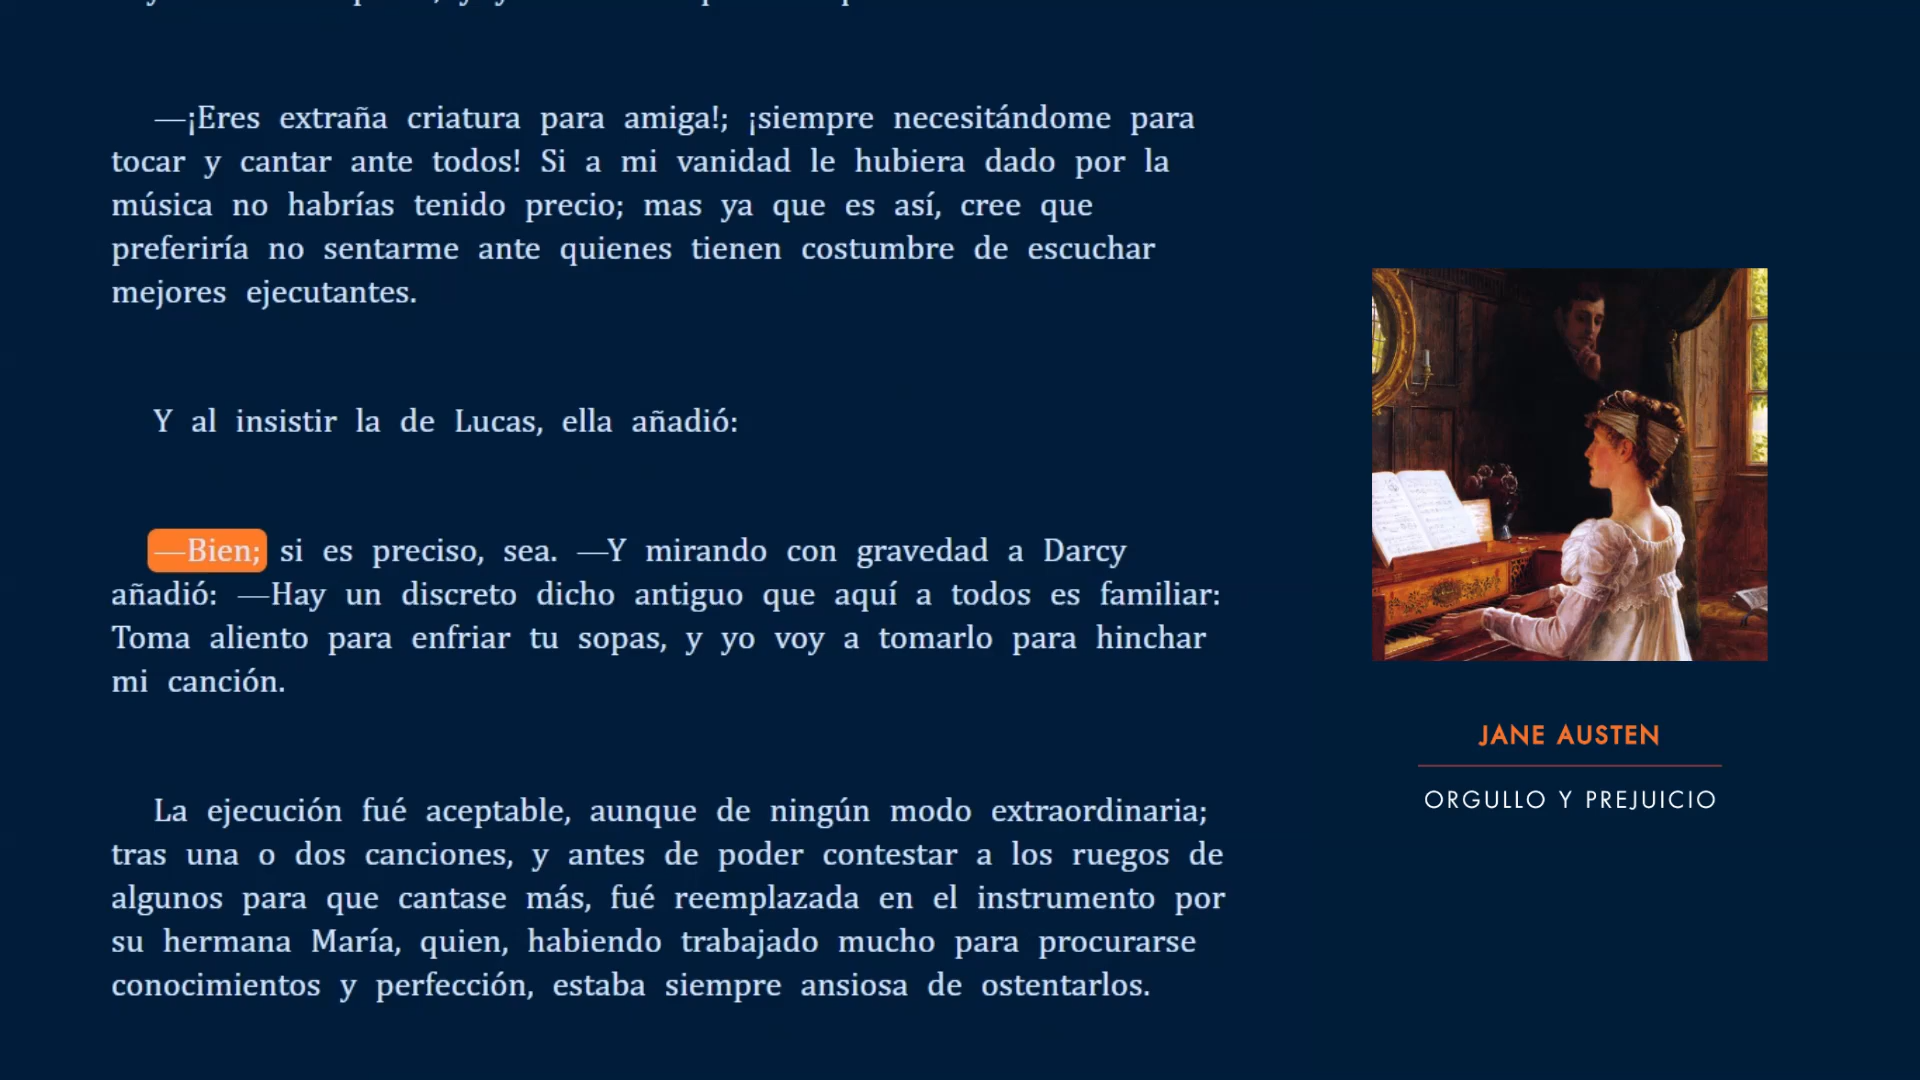 —¡Eres extraña criatura para amiga!; ¡siempre necesitándome para
tocar y cantar ante todos! Si a mi vanidad le hubiera dado por la
música no habrías tenido precio; mas ya que es así, cree que
preferiría no sentarme ante quienes tienen costumbre de escuchar
mejores ejecutantes.
Y al insistir la de Lucas, ella añadió:
—Bien; si es preciso, sea. —Y mirando con gravedad a Darcy
añadió: —Hay un discreto dicho antiguo que aquí a todos es familiar:
Toma aliento para enfriar tu sopas, y yo voy a tomarlo para hinchar
mi canción.
La ejecución fué aceptable, aunque de ningún modo extraordinaria;
tras una o dos canciones, y antes de poder contestar a los ruegos de
algunos para que cantase más, fué reemplazada en el instrumento por
su hermana María, quien, habiendo trabajado mucho para procurarse
conocimientos y perfección, estaba siempre ansiosa de ostentarlos.
JANE AUSTEN
ORGULLO Y PREJUICIO